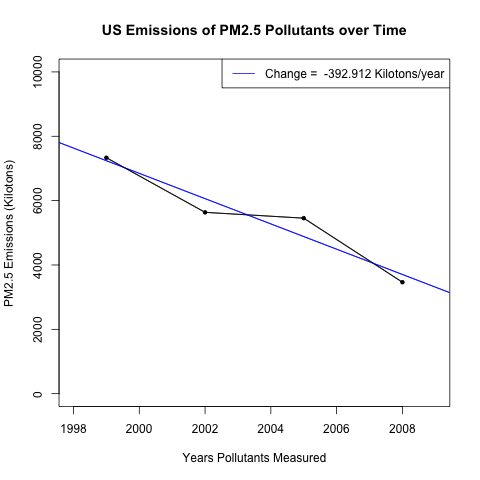 US Emissions of PM2.5 Pollutants over Time
Change =  -392.912 Kilotons/year
PM2.5 Emissions (Kilotons)
10000
8000
6000
4000
2000
0
1998 2000 2002 2004 2006 2008
Years Pollutants Measured